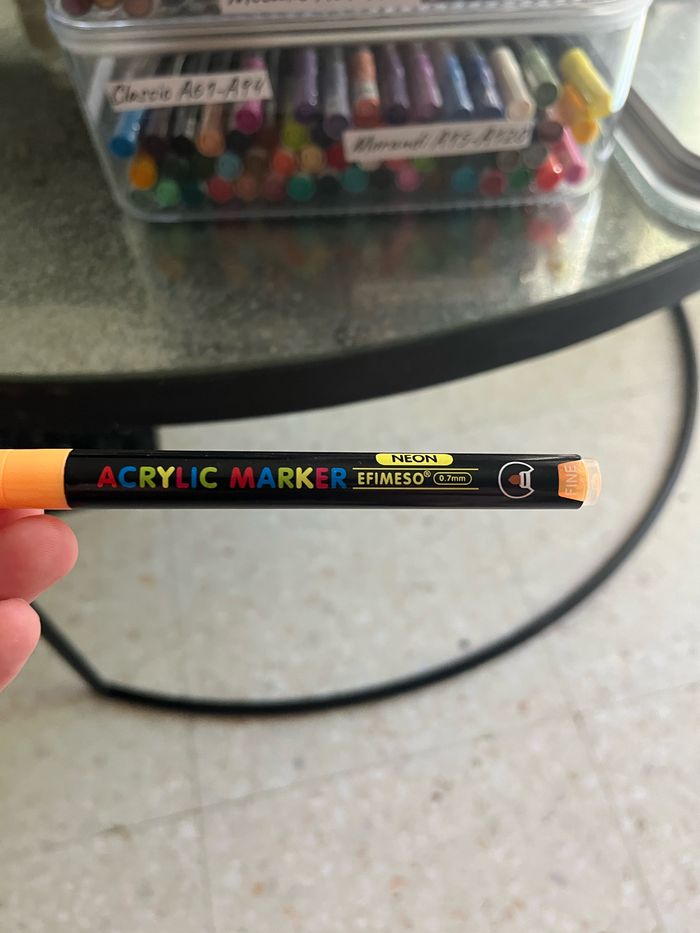 Classic A67-A94
Morandi A95-A120
NEON
ACRYLIC MARKER EFIMESO® 0.7mm
FINE